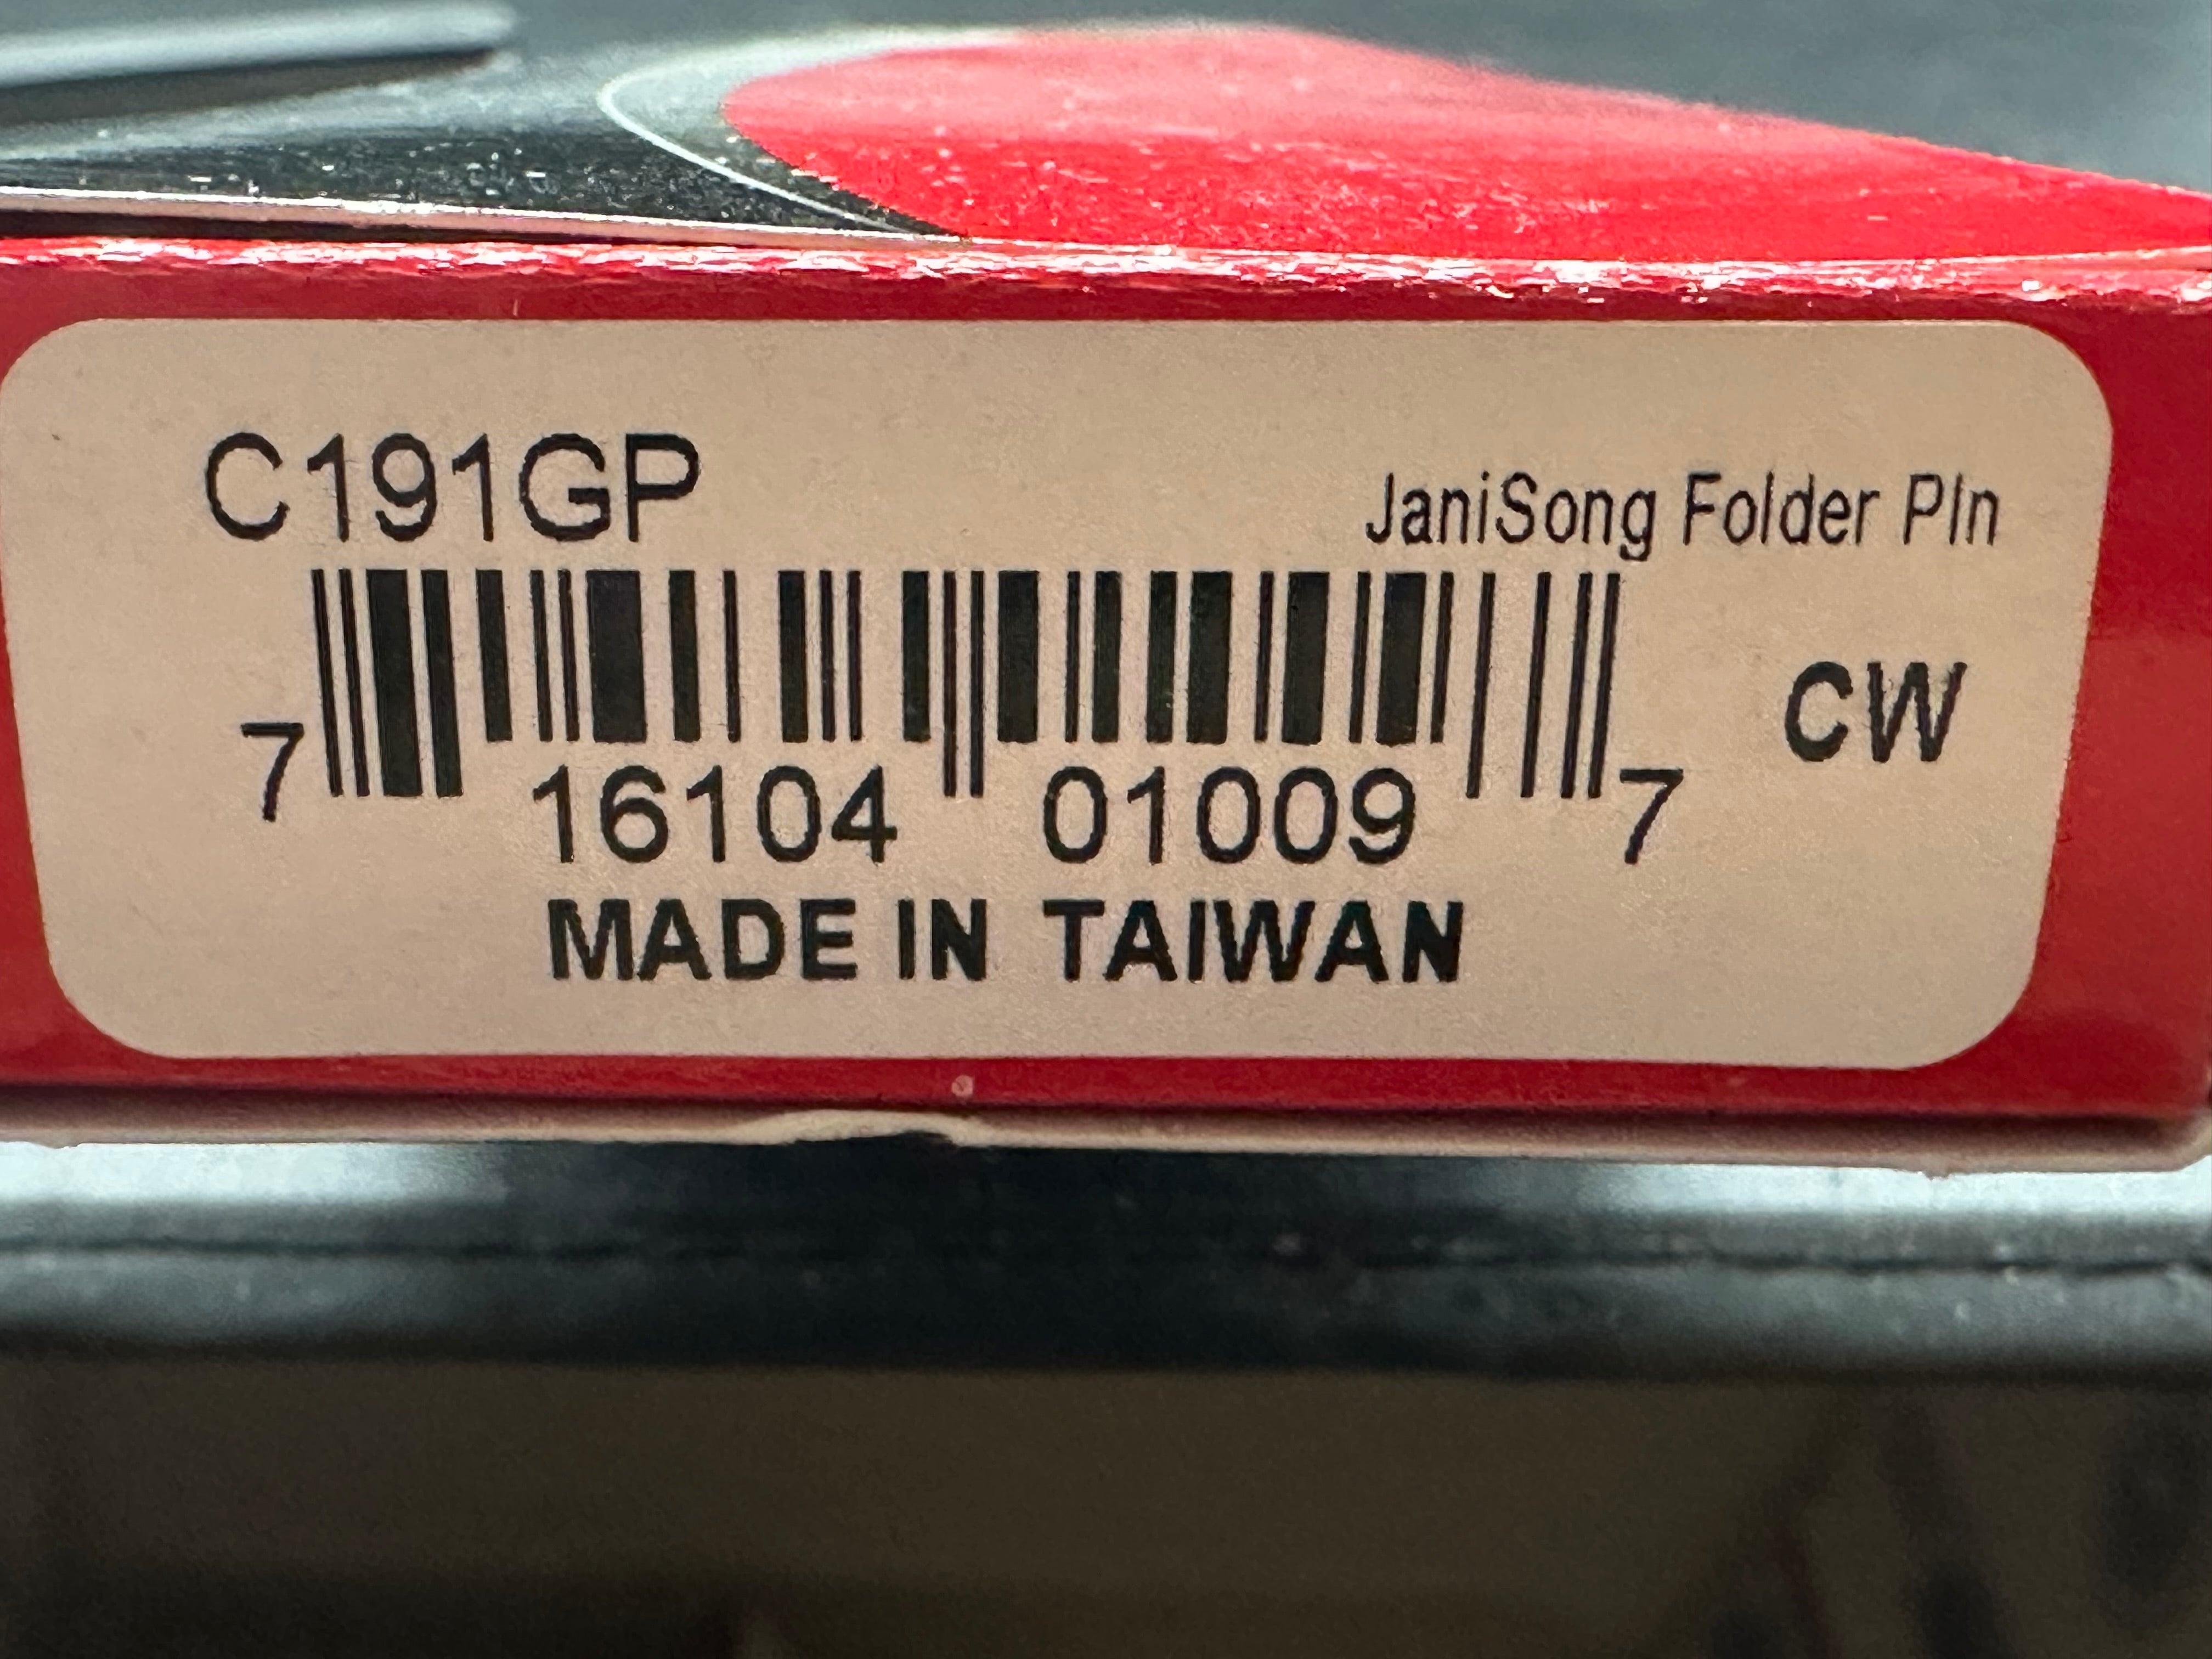 C191GP
JaniSong Folder Pln
CW
7 16104 01009 7
MADE IN TAIWAN